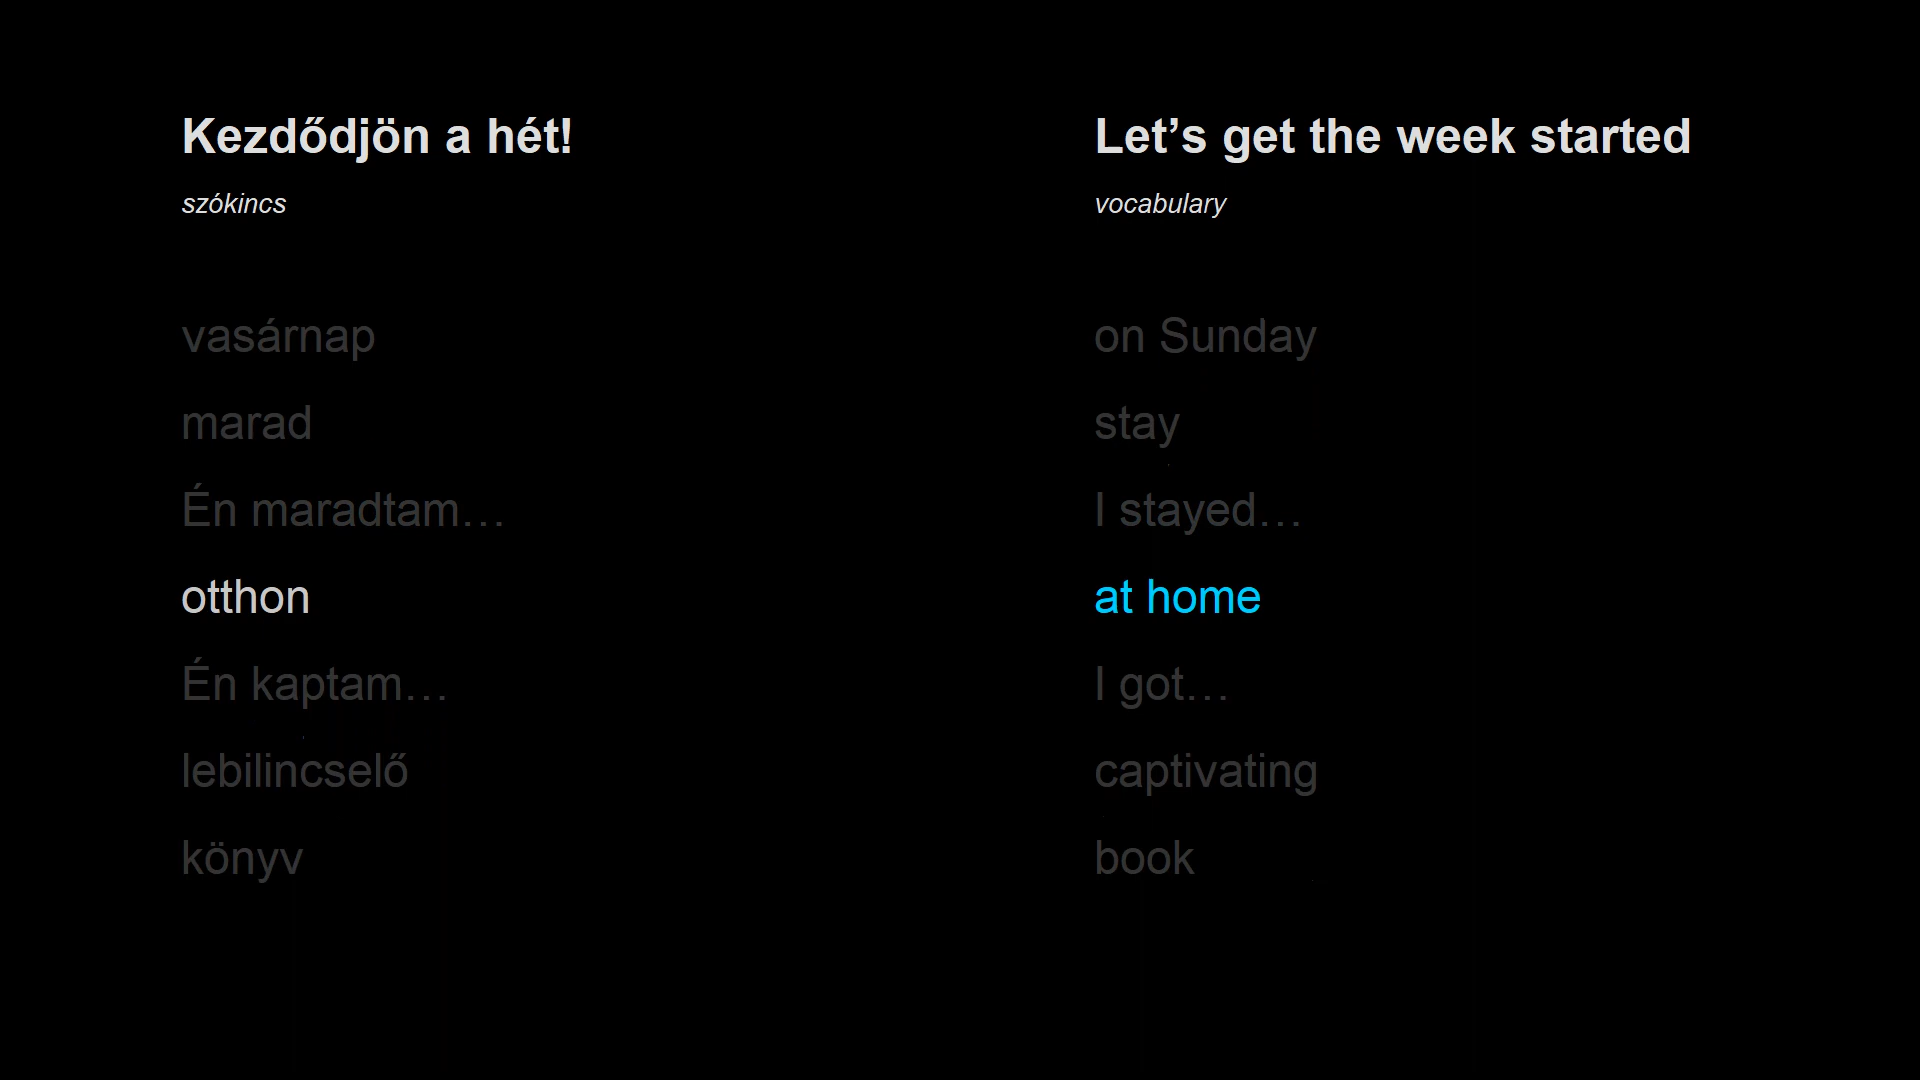 Kezdődjön a hét!
szókincs
vasárnap
marad
Én maradtam…
otthon
Én kaptam…
lebilincselő
könyv
Let’s get the week started
vocabulary
on Sunday
stay
I stayed…
at home
I got…
captivating
book